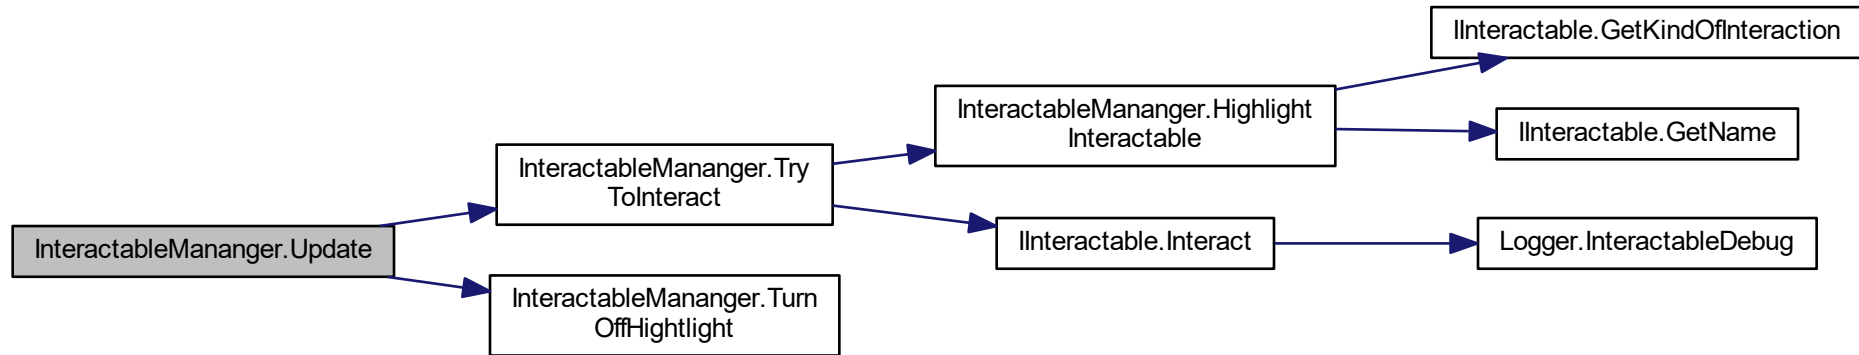 InteractableMananger.Update
InteractableMananger.Try
ToInteract
InteractableMananger.Turn
OffHightlight
InteractableMananger.Highlight
Interactable
IInteractable.Interact
IInteractable.GetKindOfInteraction
IInteractable.GetName
Logger.InteractableDebug